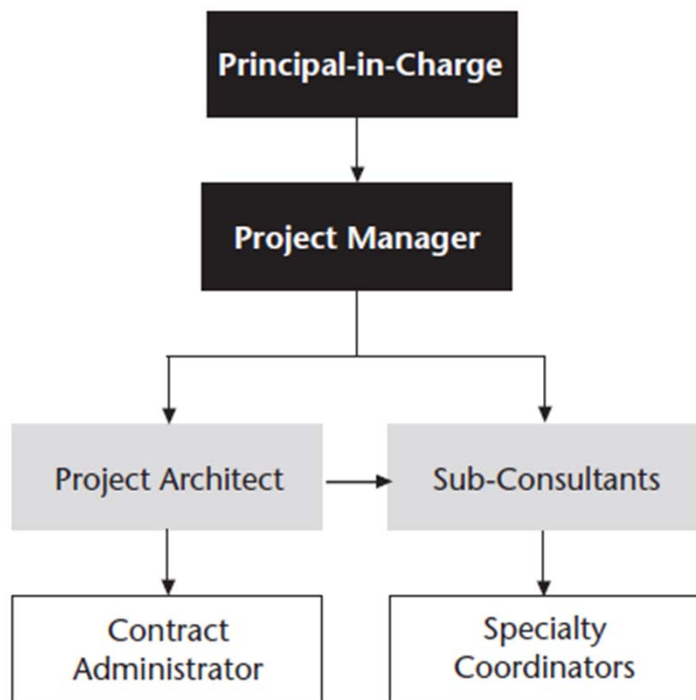 Principal-in-Charge
Project Manager
Project Architect
Sub-Consultants
Contract
Administrator
Specialty
Coordinators